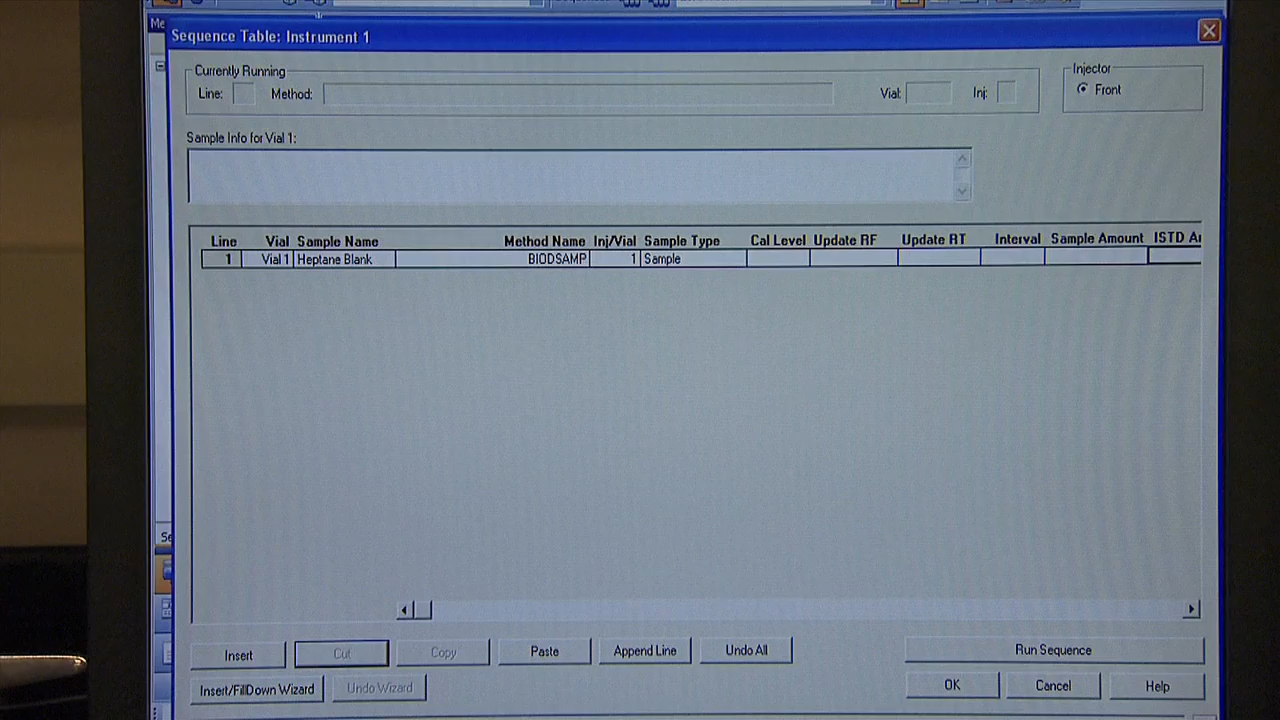 Me
Sequence Table: Instrument 1
Currently Running
Line: Method: Vial: Inj:
Injector
Front
Sample Info for Vial 1:
Line Vial Sample Name Method Name Inj/Vial Sample Type Cal Level Update RF Update RT Interval Sample Amount ISTD A
1 Vial 1 Heptane Blank BIODSAMP 1 Sample
Se
Insert Cut Copy Paste Append Line Undo All Run Sequence
Insert/FillDown Wizard Undo Wizard OK Cancel Help